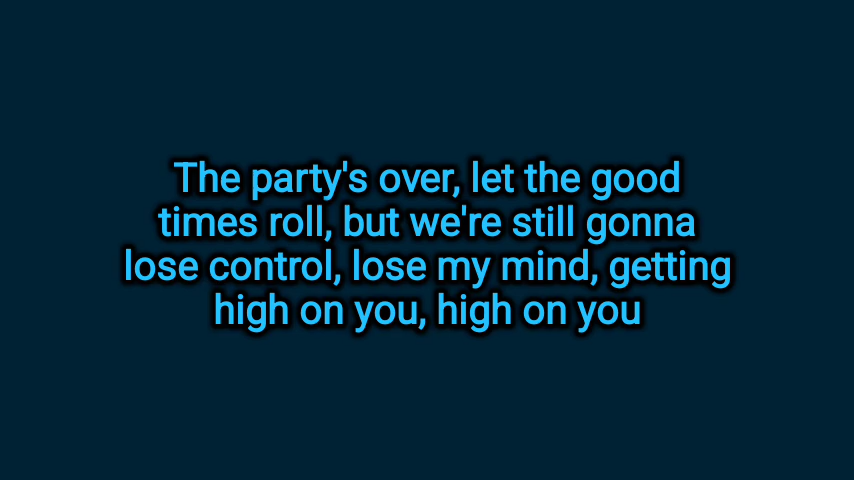 The party's over, let the good
times roll, but we're still gonna
lose control, lose my mind, getting
high on you, high on you